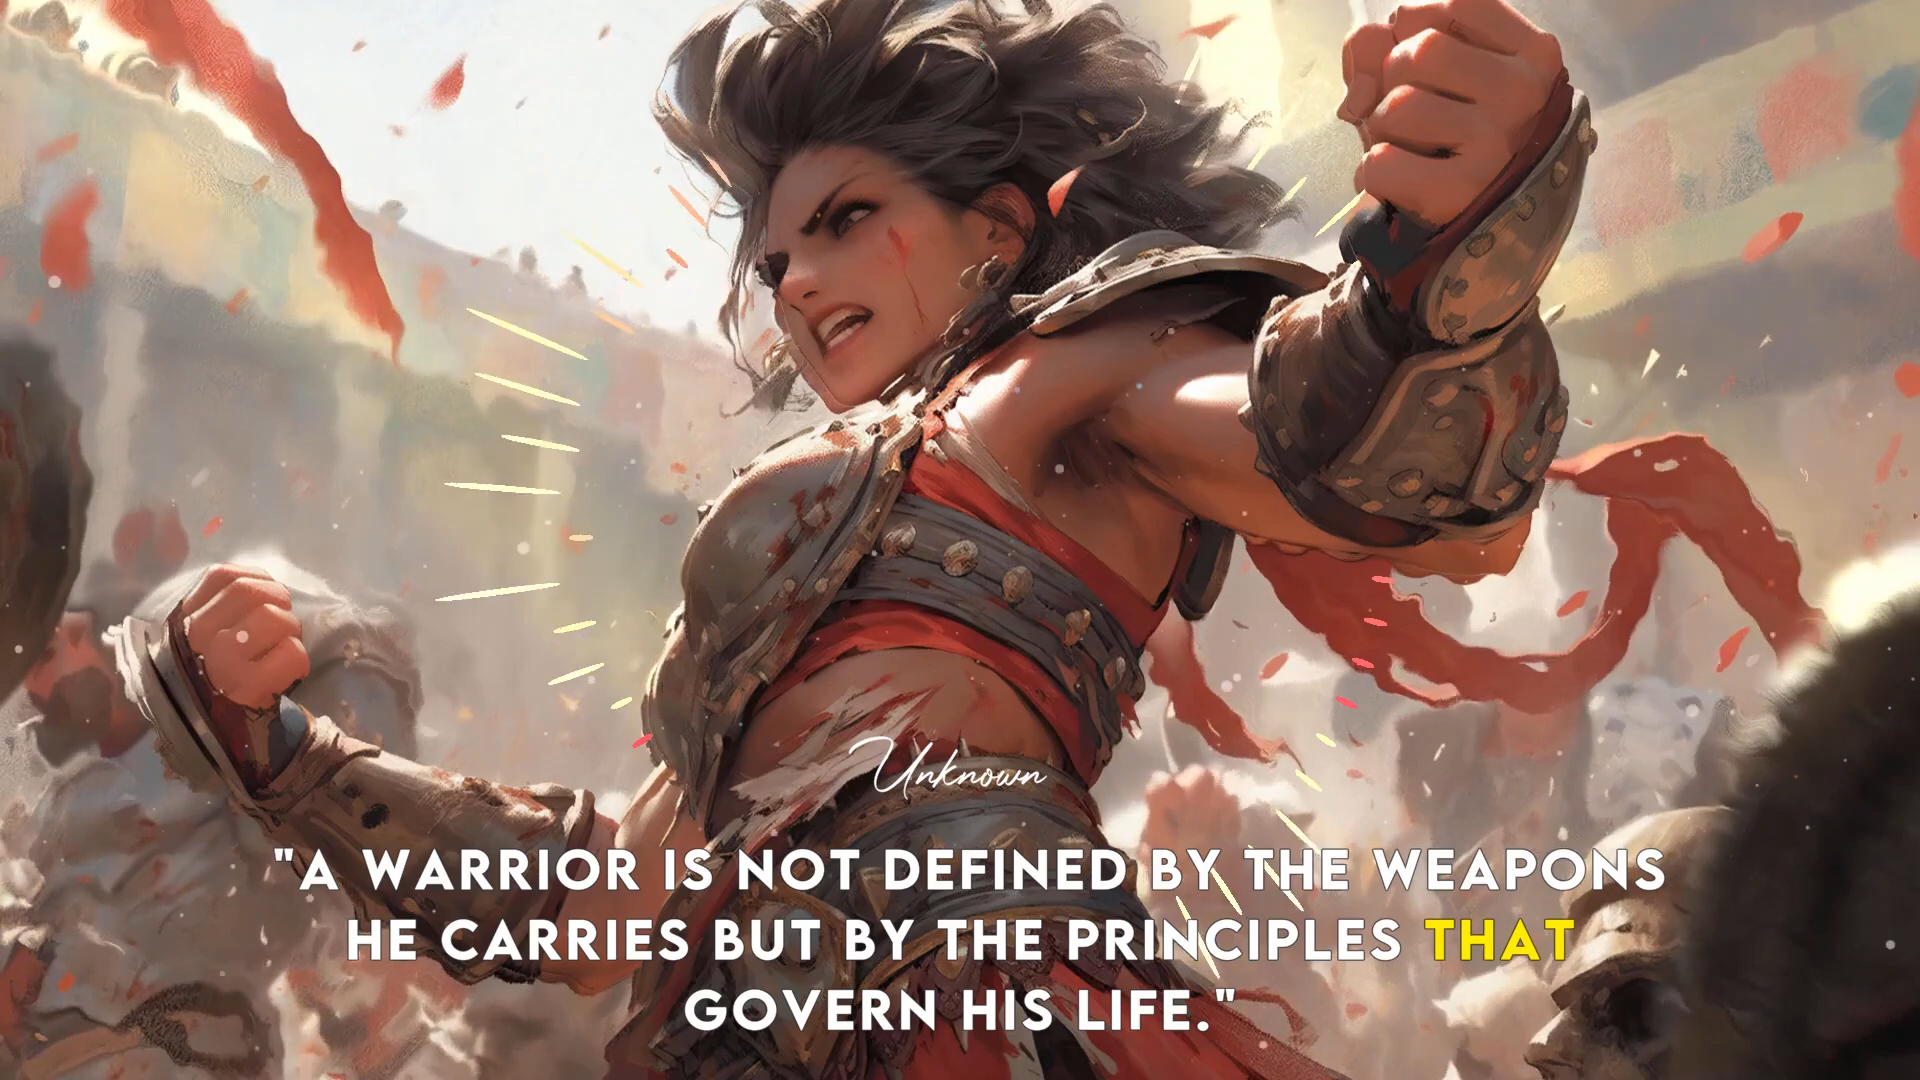 Unknown
"A WARRIOR IS NOT DEFINED BY THE WEAPONS
HE CARRIES BUT BY THE PRINCIPLES THAT
GOVERN HIS LIFE."